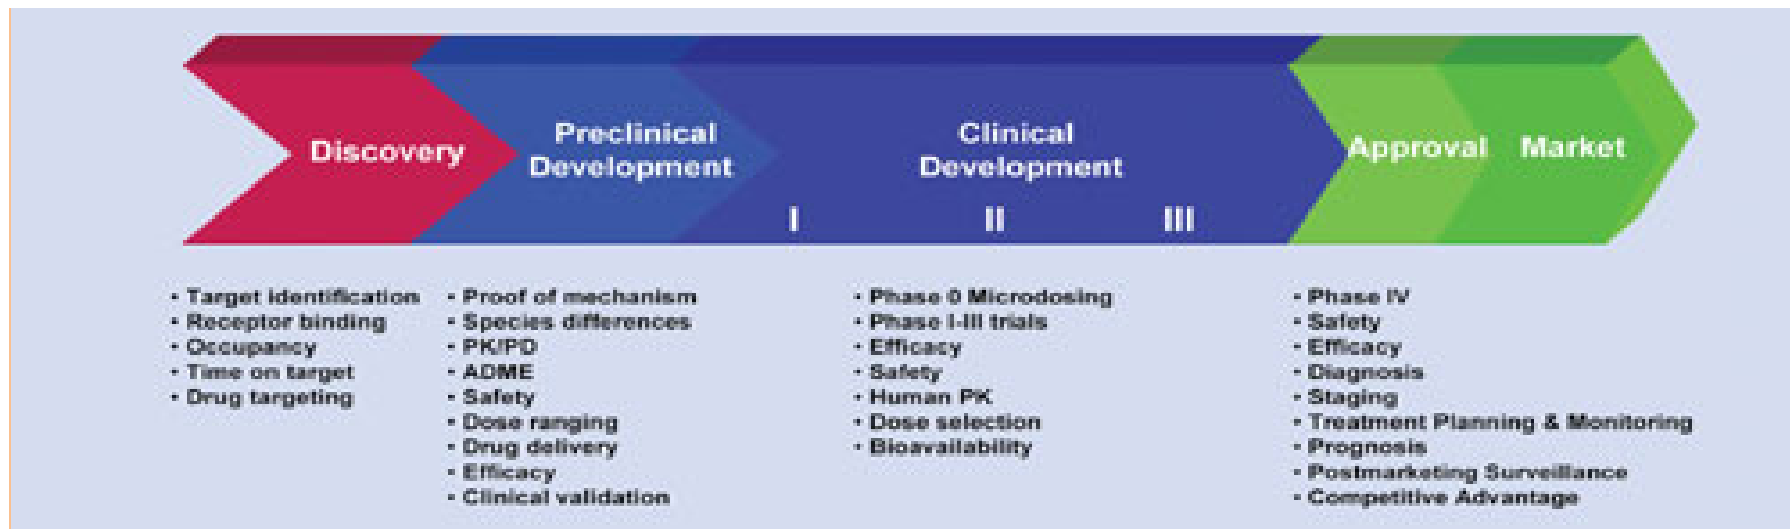 Discovery
Preclinical
Development
Clinical
Development
I
II
III
Approval
Market
• Target identification
• Receptor binding
• Occupancy
• Time on target
• Drug targeting
• Proof of mechanism
• Species differences
• PK/PD
• ADME
• Safety
• Dose ranging
• Drug delivery
• Efficacy
• Clinical validation
• Phase 0 Microdosing
• Phase I-III trials
• Efficacy
• Safety
• Human PK
• Dose selection
• Bioavailability
• Phase IV
• Safety
• Efficacy
• Diagnosis
• Staging
• Treatment Planning & Monitoring
• Prognosis
• Postmarketing Surveillance
• Competitive Advantage